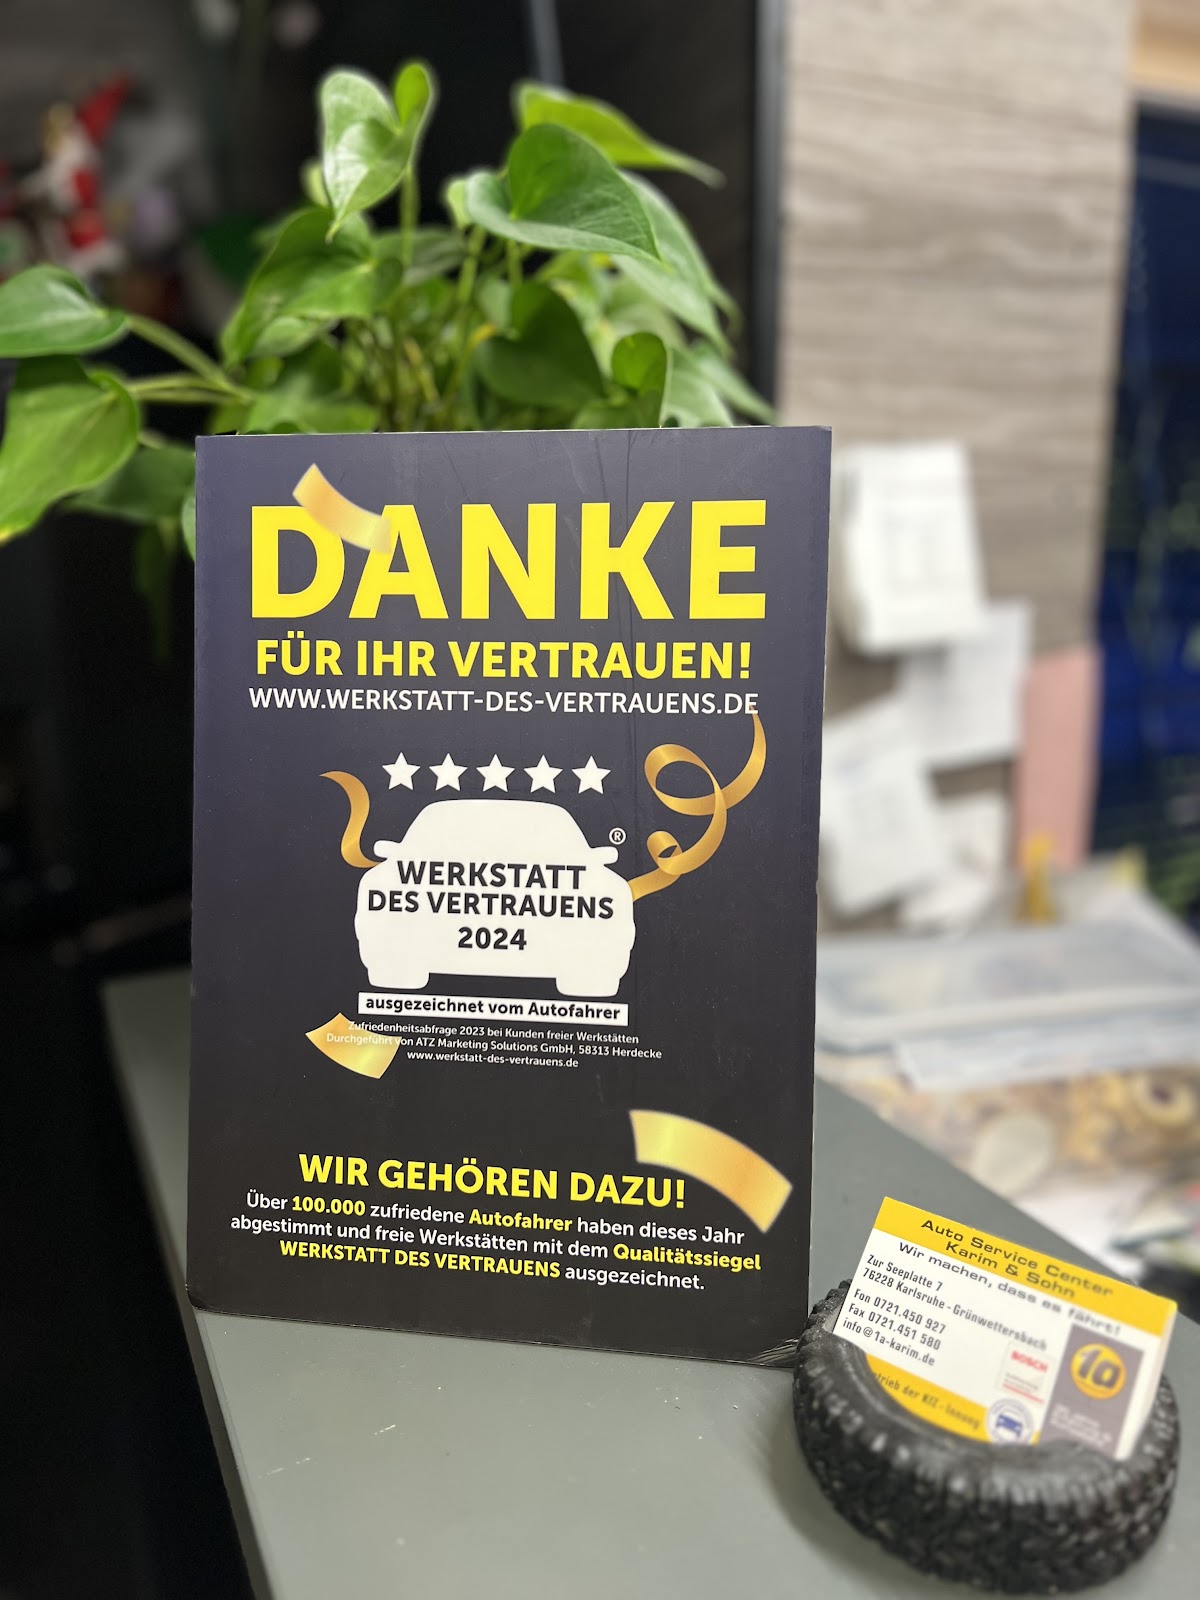 DANKE
FÜR IHR VERTRAUEN!
WWW.WERKSTATT-DES-VERTRAUENS.DE
®
WERKSTATT
DES VERTRAUENS
2024
ausgezeichnet vom Autofahrer
Zufriedenheitsabfrage 2023 bei Kunden freier Werkstätten
Durchgeführt von ATZ Marketing Solutions GmbH, 58313 Herdecke
www.werkstatt-des-vertrauens.de
WIR GEHÖREN DAZU!
Über 100.000 zufriedene Autofahrer haben dieses Jahr
abgestimmt und freie Werkstätten mit dem Qualitätssiegel
WERKSTATT DES VERTRAUENS ausgezeichnet.
Auto Service Center
Karim & Sohn
Wir machen, dass es fährt!
Zur Seeplatte 7
76228 Karlsruhe - Grünwettersbach
Fon 0721.450 927
Fax 0721.451 580
info@1a-karim.de
BOSCH
der KFZ - Innung